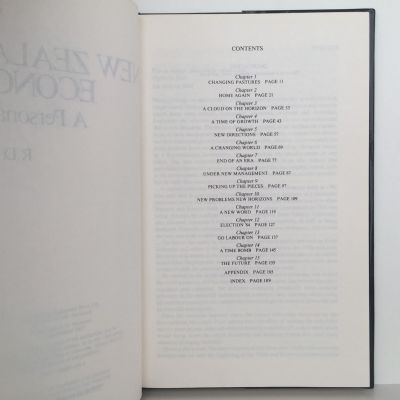 NEW ZEALA
ECONO
A Persona
R.D.
CONTENTS
Chapter 1
CHANGING PASTURES PAGE 11
Chapter 2
HOME AGAIN PAGE 21
Chapter 3
A CLOUD ON THE HORIZON PAGE 33
Chapter 4
A TIME OF GROWTH PAGE 43
Chapter 5
NEW DIRECTIONS PAGE 57
Chapter 6
A CHANGING WORLD PAGE 69
Chapter 7
END OF AN ERA PAGE 77
Chapter 8
UNDER NEW MANAGEMENT PAGE 87
Chapter 9
PICKING UP THE PIECES PAGE 97
Chapter 10
NEW PROBLEMS NEW HORIZONS PAGE 109
Chapter 11
A NEW WORD PAGE 119
Chapter 12
ELECTION '84 PAGE 127
Chapter 13
GO LABOUR ON PAGE 137
Chapter 14
A TIME BOMB PAGE 145
Chapter 15
THE FUTURE PAGE 155
APPENDIX PAGE 165
INDEX PAGE 189